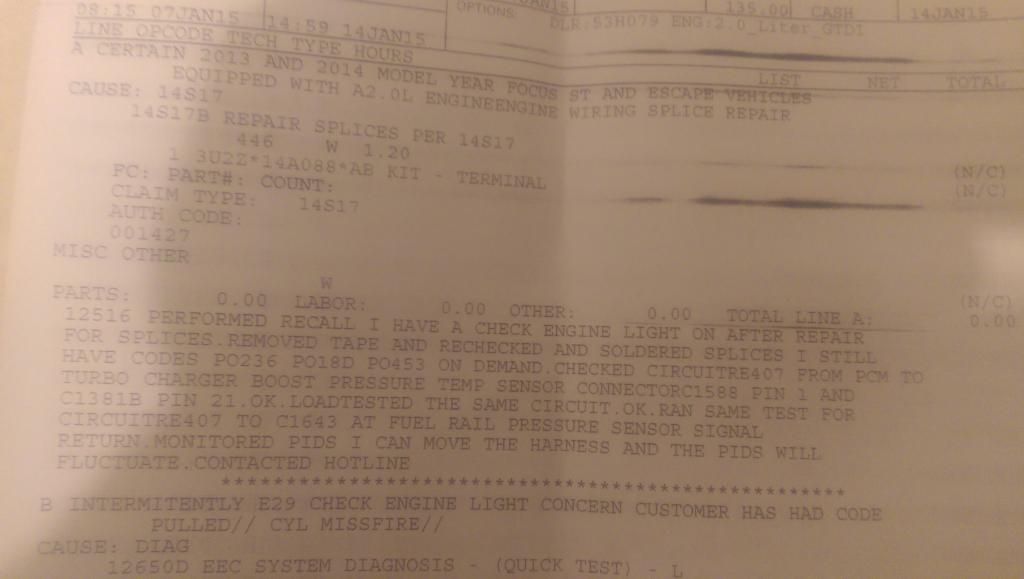 08:15 07JAN15 14:59 14JAN15
OPTIONS: DLR:53H079 ENG:2.0_Liter_GTDI
135.00 CASH 14JAN15
LINE OPCODE TECH TYPE HOURS LIST NET TOTAL
A CERTAIN 2013 AND 2014 MODEL YEAR FOCUS ST AND ESCAPE VEHICLES
EQUIPPED WITH A2.0L ENGINEENGINE WIRING SPLICE REPAIR
CAUSE: 14S17
14S17B REPAIR SPLICES PER 14S17
446 W 1.20 (N/C)
1 3U2Z*14A088*AB KIT - TERMINAL (N/C)
FC: PART#: COUNT:
CLAIM TYPE: 14S17
AUTH CODE:
001427
MISC OTHER
W (N/C)
PARTS: 0.00 LABOR: 0.00 OTHER: 0.00 TOTAL LINE A: 0.00
12516 PERFORMED RECALL I HAVE A CHECK ENGINE LIGHT ON AFTER REPAIR
FOR SPLICES.REMOVED TAPE AND RECHECKED AND SOLDERED SPLICES I STILL
HAVE CODES PO236 PO18D PO453 ON DEMAND.CHECKED CIRCUITRE407 FROM PCM TO
TURBO CHARGER BOOST PRESSURE TEMP SENSOR CONNECTORC1588 PIN 1 AND
C1381B PIN 21.OK.LOADTESTED THE SAME CIRCUIT.OK.RAN SAME TEST FOR
CIRCUITRE407 TO C1643 AT FUEL RAIL PRESSURE SENSOR SIGNAL
RETURN.MONITORED PIDS I CAN MOVE THE HARNESS AND THE PIDS WILL
FLUCTUATE.CONTACTED HOTLINE
****************************************************
B INTERMITENTLY E29 CHECK ENGINE LIGHT CONCERN CUSTOMER HAS HAD CODE
PULLED// CYL MISSFIRE//
CAUSE: DIAG
12650D EEC SYSTEM DIAGNOSIS - (QUICK TEST) - L